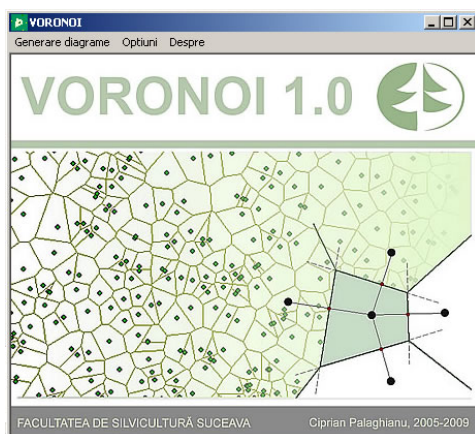 VORONOI
Generare diagrame Optiuni Despre
VORONOI 1.0
FACULTATEA DE SILVICULTURĂ SUCEAVA Ciprian Palaghianu, 2005-2009